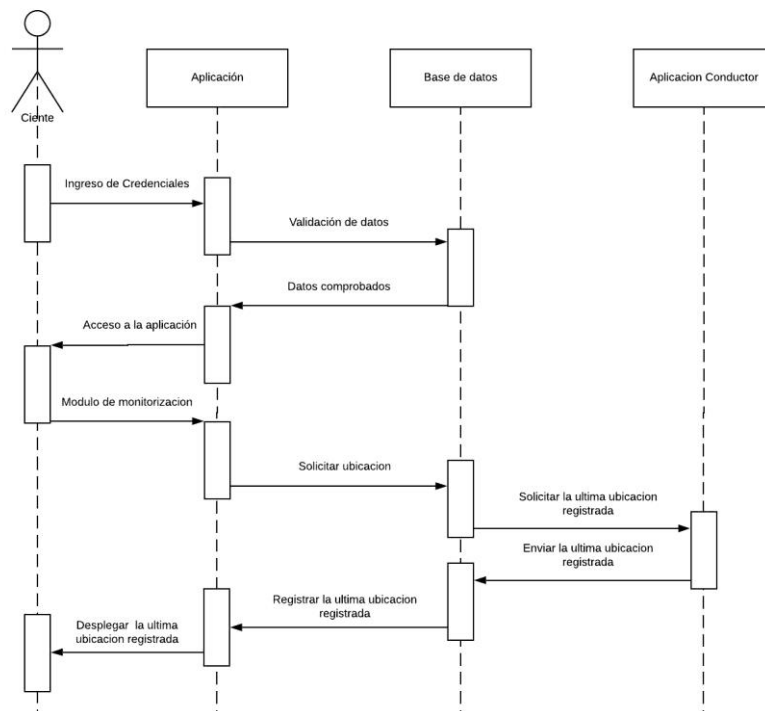 Aplicación
Base de datos
Aplicacion Conductor
Ciente
Ingreso de Credenciales
Validación de datos
Datos comprobados
Acceso a la aplicación
Modulo de monitorizacion
Solicitar ubicacion
Solicitar la ultima ubicacion
registrada
Enviar la ultima ubicacion
registrada
Registrar la ultima ubicacion
registrada
Desplegar la ultima
ubicacion registrada